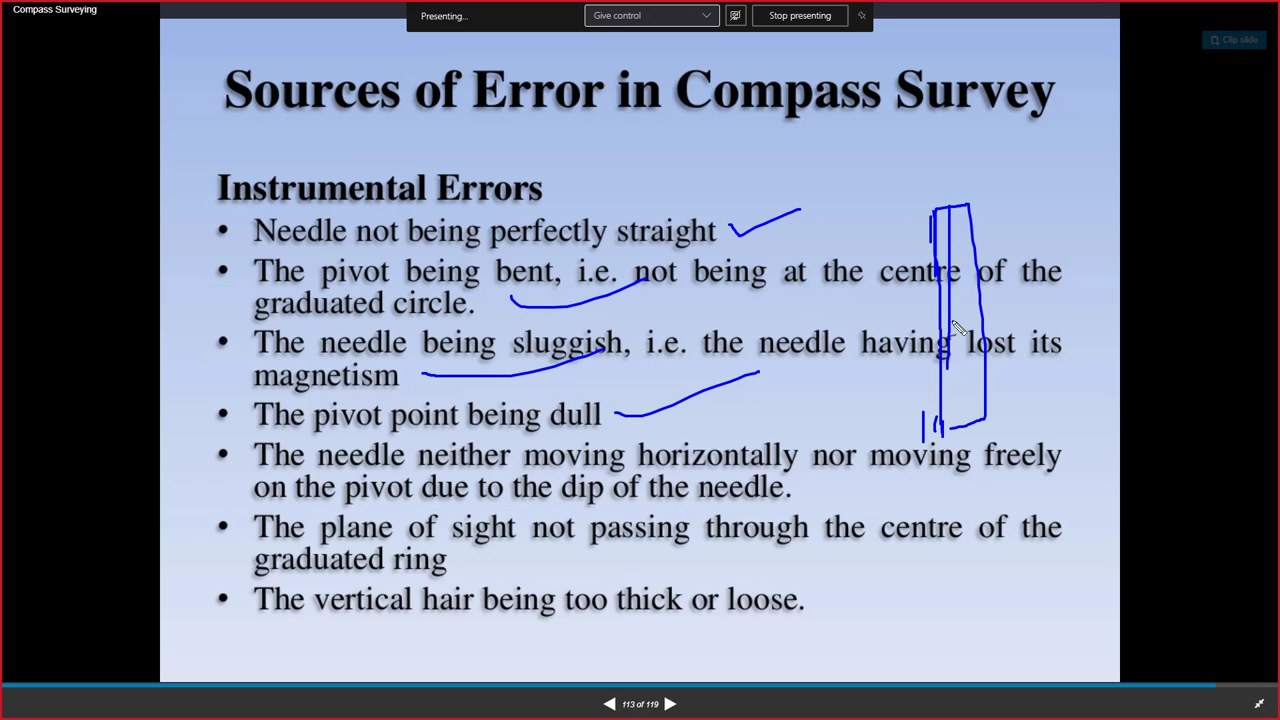 Compass Surveying
Presenting...
Give control
Stop presenting
Clip slide
Sources of Error in Compass Survey
Instrumental Errors
• Needle not being perfectly straight
• The pivot being bent, i.e. not being at the centre of the
graduated circle.
• The needle being sluggish, i.e. the needle having lost its
magnetism
• The pivot point being dull
• The needle neither moving horizontally nor moving freely
on the pivot due to the dip of the needle.
• The plane of sight not passing through the centre of the
graduated ring
• The vertical hair being too thick or loose.
113 of 119